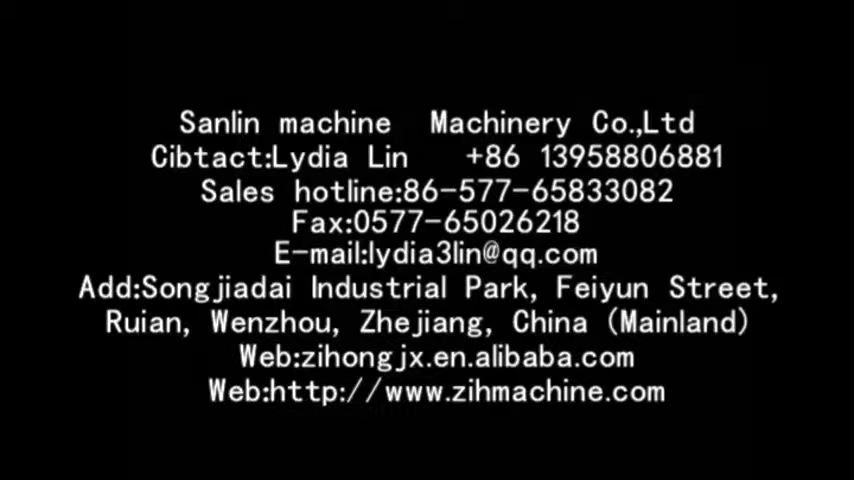 Sanlin machine  Machinery Co.,Ltd
Cibtact:Lydia Lin   +86 13958806881
Sales hotline:86-577-65833082
Fax:0577-65026218
E-mail:lydia3lin@qq.com
Add:Songjiadai Industrial Park, Feiyun Street,
Ruian, Wenzhou, Zhejiang, China (Mainland)
Web:zihongjx.en.alibaba.com
Web:http://www.zihmachine.com